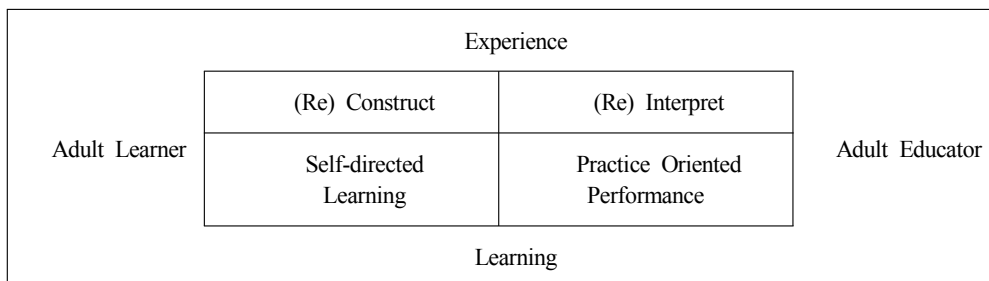 Experience
(Re) Construct
(Re) Interpret
Adult Learner
Self-directed
Learning
Practice Oriented
Performance
Adult Educator
Learning